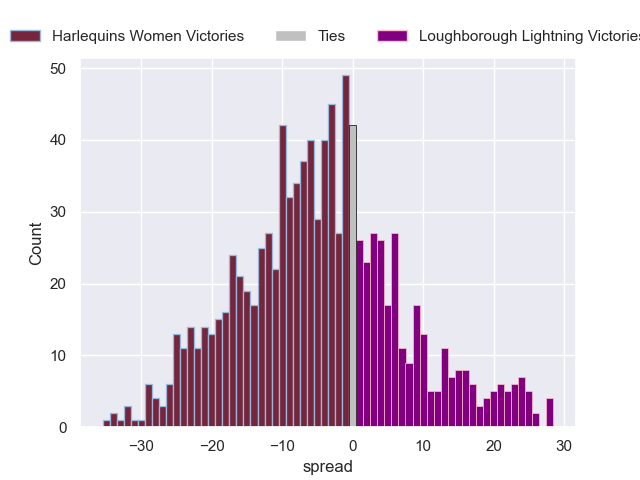 Harlequins Women Victories Ties Loughborough Lightning Victories
50
40
30
20
10
0
Count
−30 −20 −10 0 10 20 30
spread